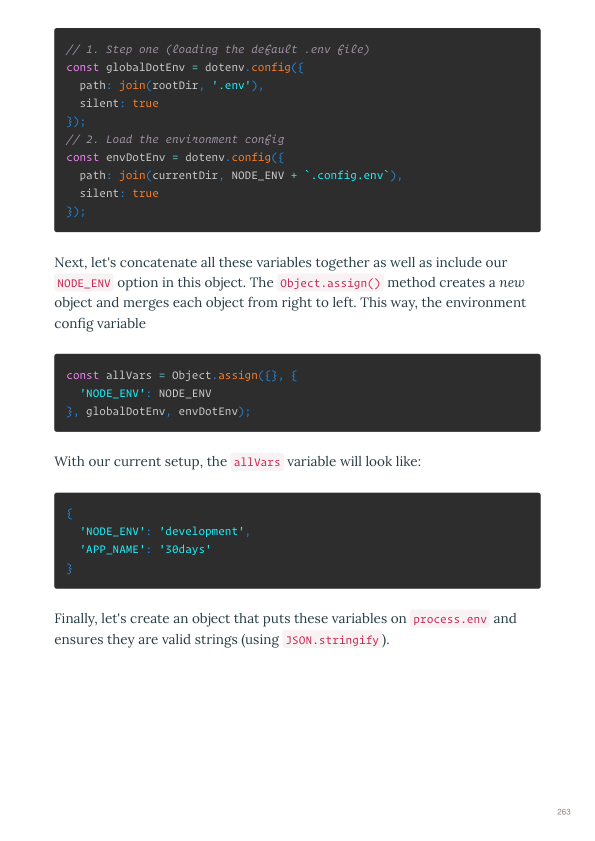 // 1. Step one (loading the default .env file)
const globalDotEnv = dotenv.config({
  path: join(rootDir, '.env'),
  silent: true
});
// 2. Load the environment config
const envDotEnv = dotenv.config({
  path: join(currentDir, NODE_ENV + `.config.env`),
  silent: true
});
Next, let's concatenate all these variables together as well as include our
NODE_ENV option in this object. The Object.assign() method creates a new
object and merges each object from right to left. This way, the environment
config variable
const allVars = Object.assign({}, {
  'NODE_ENV': NODE_ENV
}, globalDotEnv, envDotEnv);
With our current setup, the allVars variable will look like:
{
  'NODE_ENV': 'development',
  'APP_NAME': '30days'
}
Finally, let's create an object that puts these variables on process.env and
ensures they are valid strings (using JSON.stringify ).
263